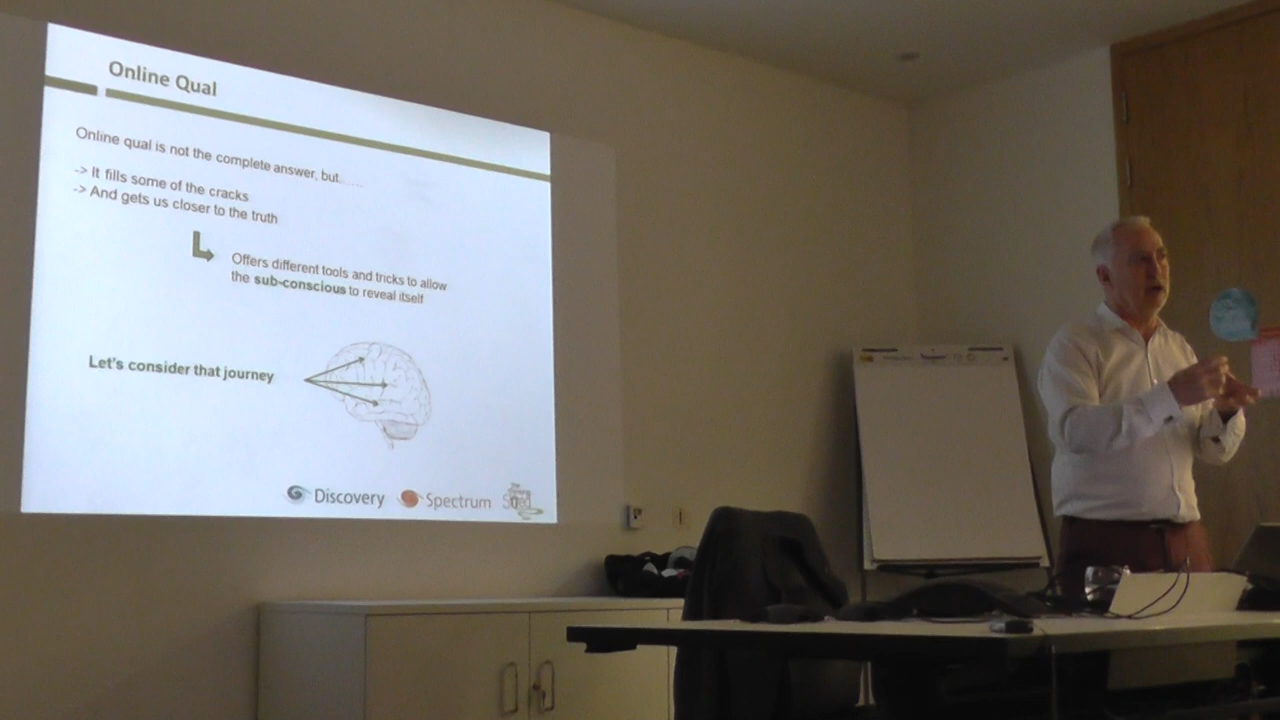 Online Qual
Online qual is not the complete answer, but......
-> It fills some of the cracks
-> And gets us closer to the truth
Offers different tools and tricks to allow
the sub-conscious to reveal itself
Let's consider that journey
Discovery
Spectrum